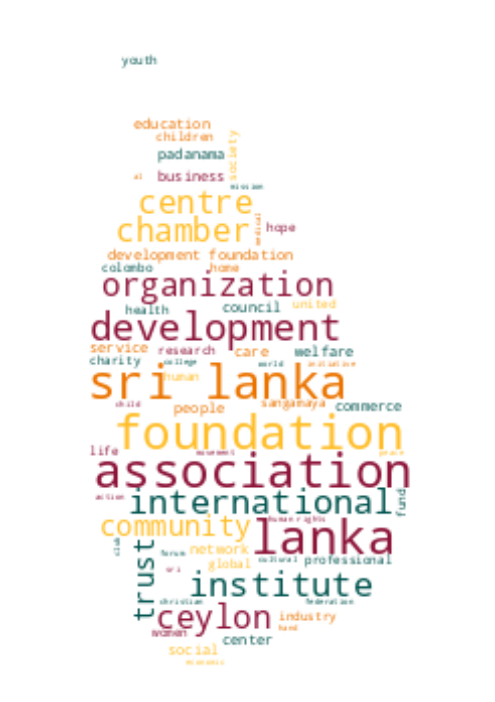 youth
education
children
society
padanama
al
business
mission
centre
chamber
medical
hope
development foundation
colombo
home
organization
health
council
united
development
service
research
care
welfare
charity
college
world
initiative
sri lanka
human
child
people
sangamaya
commerce
foundation
life
movement
peace
association
action
international
fund
community
human rights
lanka
club
trust
forum
network
cultural
professional
global
sri
institute
christian
federation
ceylon
industry
women
hand
center
social
economic